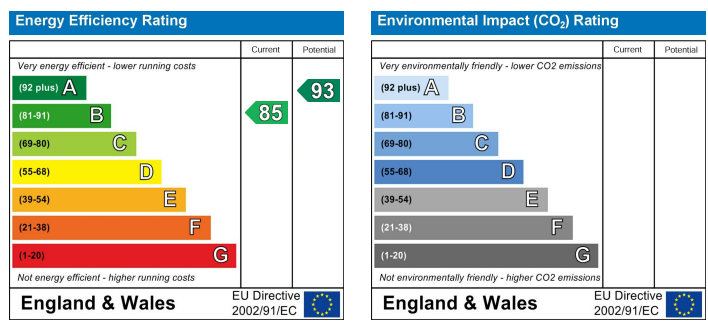 Energy Efficiency Rating
Current Potential
Very energy efficient - lower running costs
(92 plus) A
(81-91) B
(69-80) C
(55-68) D
(39-54) E
(21-38) F
(1-20) G
85
93
Not energy efficient - higher running costs
England & Wales
EU Directive
2002/91/EC
Environmental Impact (CO₂) Rating
Current Potential
Very environmentally friendly - lower CO2 emissions
(92 plus) A
(81-91) B
(69-80) C
(55-68) D
(39-54) E
(21-38) F
(1-20) G
Not environmentally friendly - higher CO2 emissions
England & Wales
EU Directive
2002/91/EC